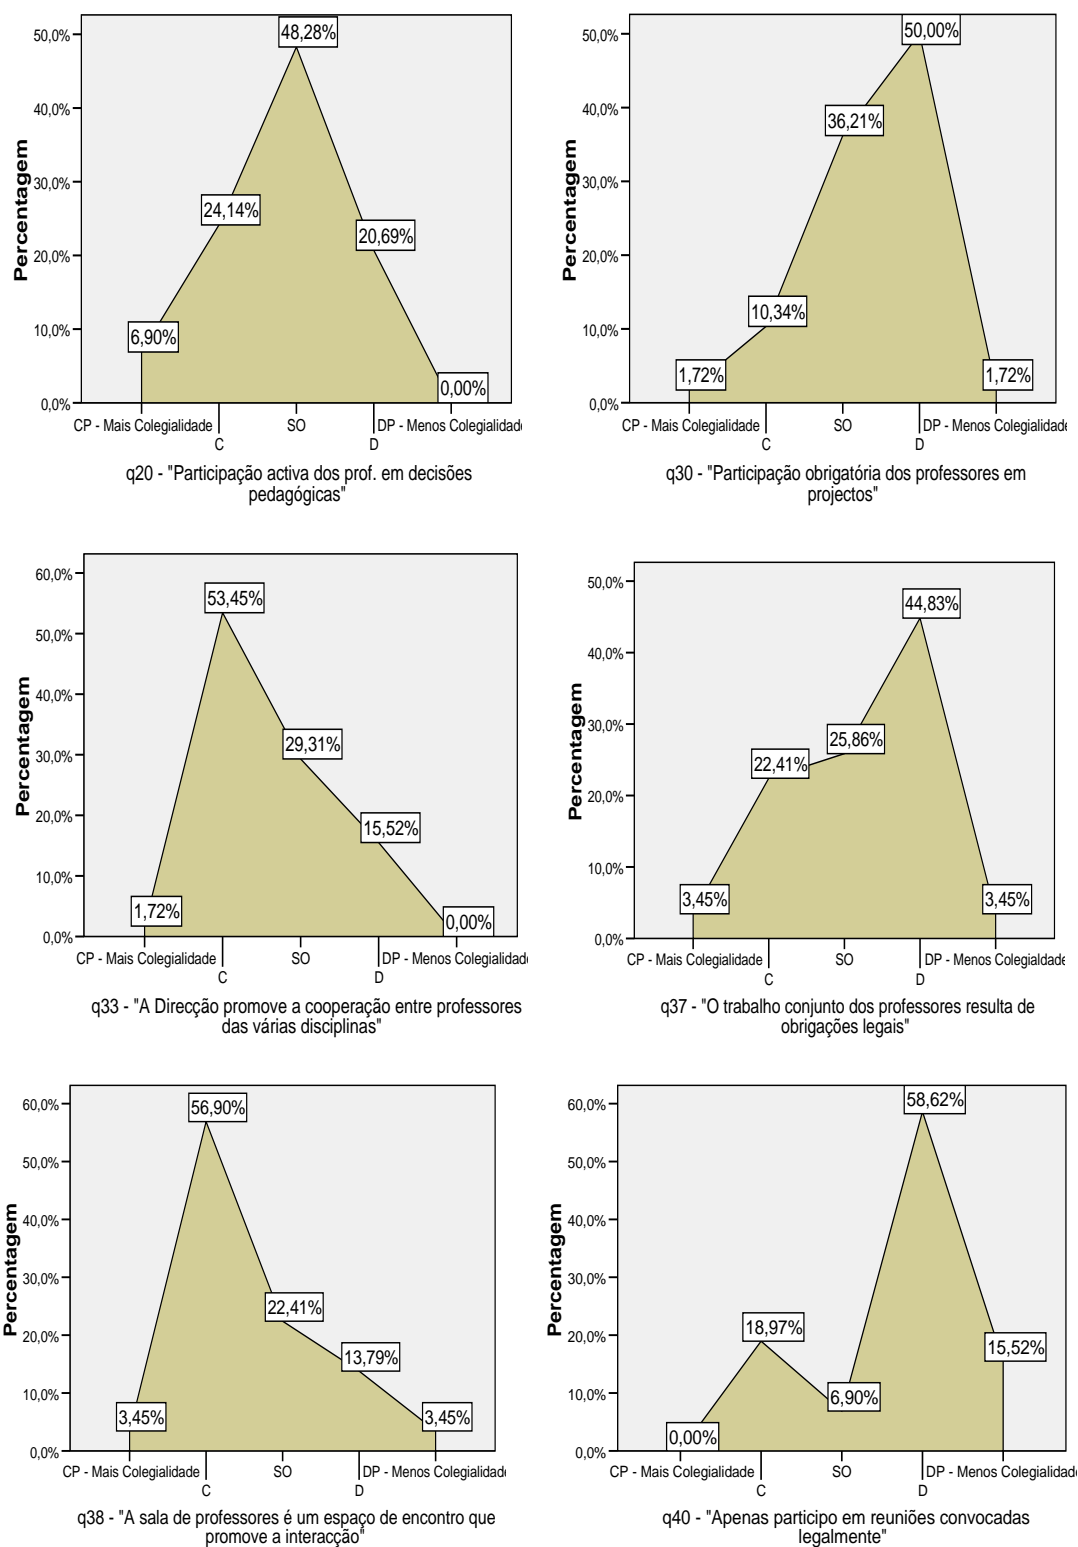 Percentagem
50,0%
40,0%
30,0%
20,0%
10,0%
0,0%
48,28%
24,14%
20,69%
6,90%
0,00%
CP - Mais Colegialidade
C
SO
D
DP - Menos Colegialidade
q20 - "Participação activa dos prof. em decisões
pedagógicas"
Percentagem
50,0%
40,0%
30,0%
20,0%
10,0%
0,0%
50,00%
36,21%
10,34%
1,72%
1,72%
CP - Mais Colegialidade
C
SO
D
DP - Menos Colegialidade
q30 - "Participação obrigatória dos professores em
projectos"
Percentagem
60,0%
50,0%
40,0%
30,0%
20,0%
10,0%
0,0%
53,45%
29,31%
15,52%
1,72%
0,00%
CP - Mais Colegialidade
C
SO
D
DP - Menos Colegialidade
q33 - "A Direcção promove a cooperação entre professores
das várias disciplinas"
Percentagem
50,0%
40,0%
30,0%
20,0%
10,0%
0,0%
44,83%
25,86%
22,41%
3,45%
3,45%
CP - Mais Colegialidade
C
SO
D
DP - Menos Colegialidade
q37 - "O trabalho conjunto dos professores resulta de
obrigações legais"
Percentagem
60,0%
50,0%
40,0%
30,0%
20,0%
10,0%
0,0%
56,90%
22,41%
13,79%
3,45%
3,45%
CP - Mais Colegialidade
C
SO
D
DP - Menos Colegialidade
q38 - "A sala de professores é um espaço de encontro que
promove a interacção"
Percentagem
60,0%
50,0%
40,0%
30,0%
20,0%
10,0%
0,0%
58,62%
18,97%
15,52%
6,90%
0,00%
CP - Mais Colegialidade
C
SO
D
DP - Menos Colegialidade
q40 - "Apenas participo em reuniões convocadas
legalmente"